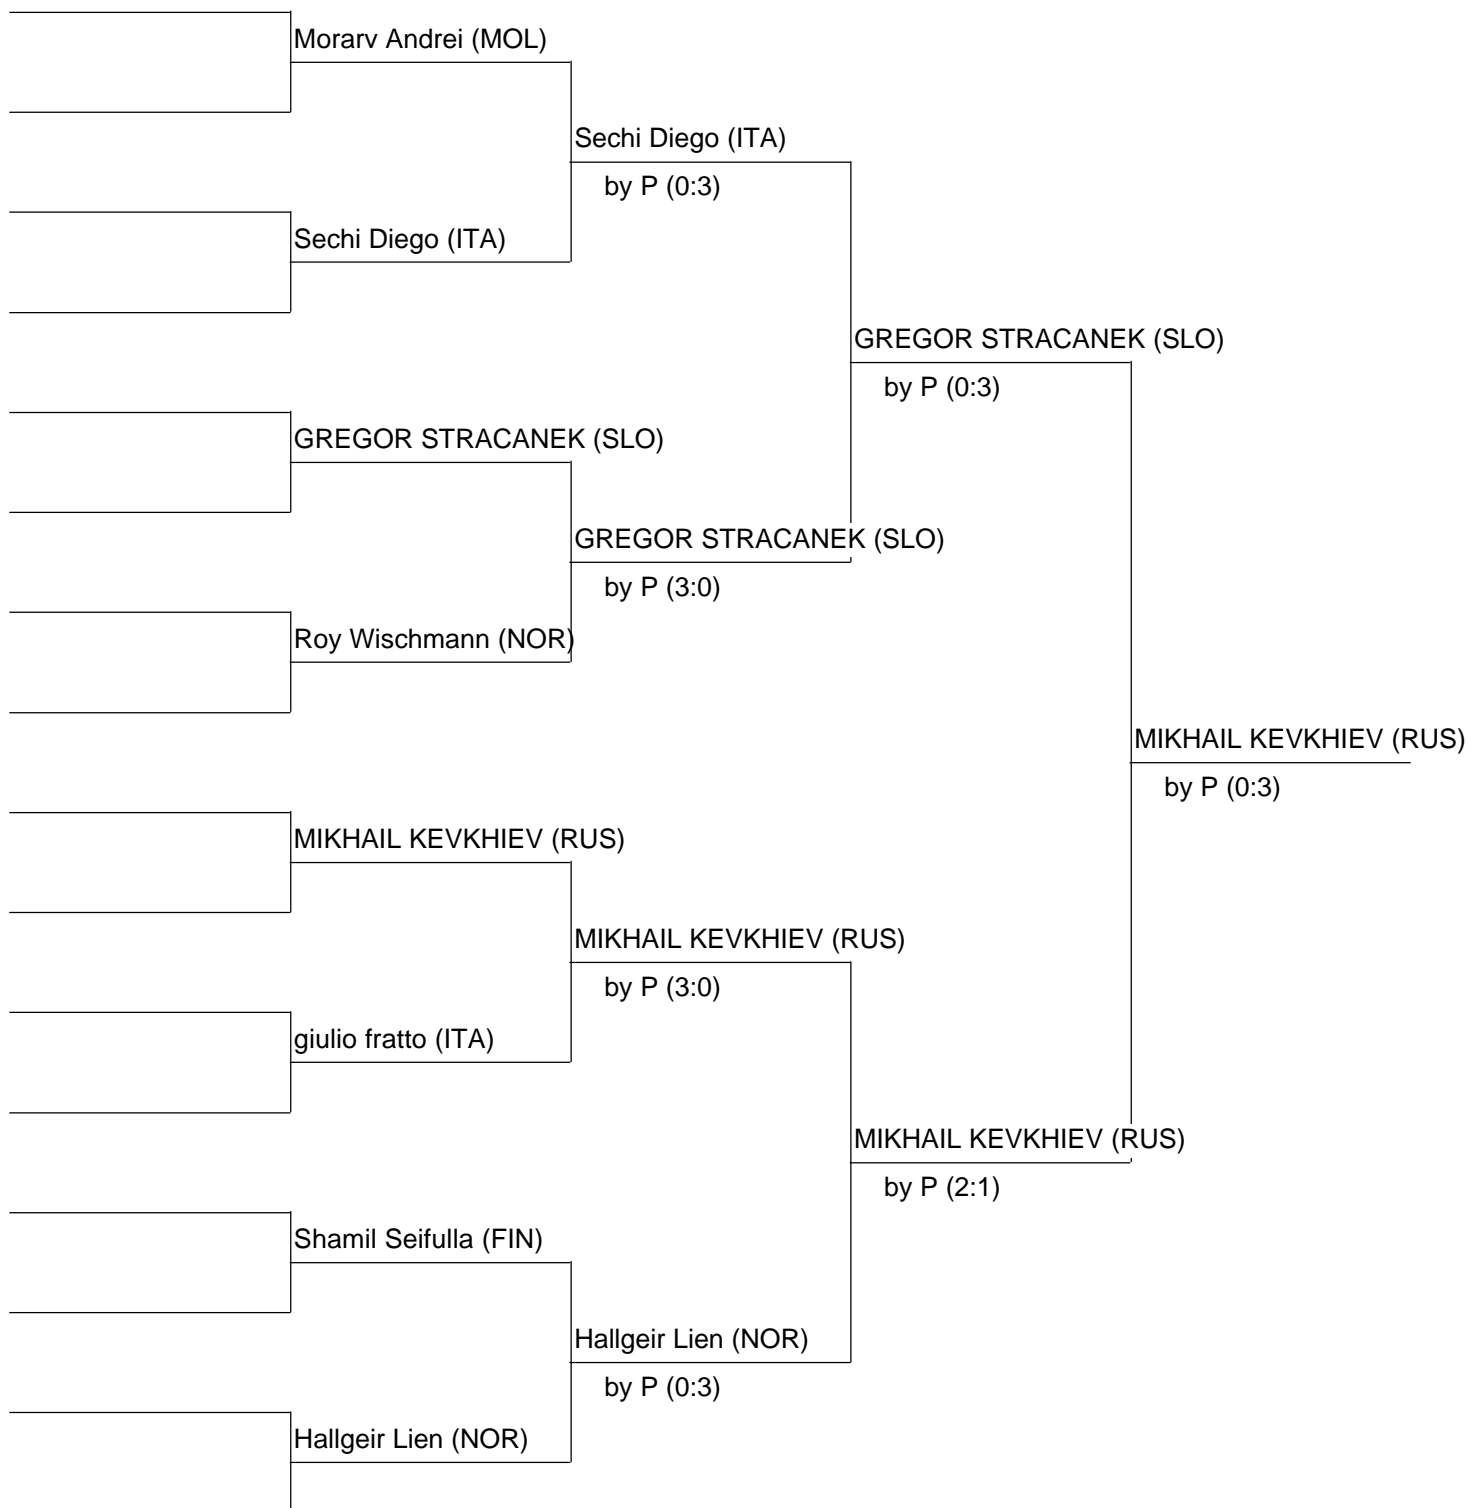 Morarv Andrei (MOL)
Sechi Diego (ITA)
by P (0:3)
Sechi Diego (ITA)
GREGOR STRACANEK (SLO)
by P (0:3)
GREGOR STRACANEK (SLO)
GREGOR STRACANEK (SLO)
by P (3:0)
Roy Wischmann (NOR)
MIKHAIL KEVKHIEV (RUS)
by P (0:3)
MIKHAIL KEVKHIEV (RUS)
MIKHAIL KEVKHIEV (RUS)
by P (3:0)
giulio fratto (ITA)
MIKHAIL KEVKHIEV (RUS)
by P (2:1)
Shamil Seifulla (FIN)
Hallgeir Lien (NOR)
by P (0:3)
Hallgeir Lien (NOR)